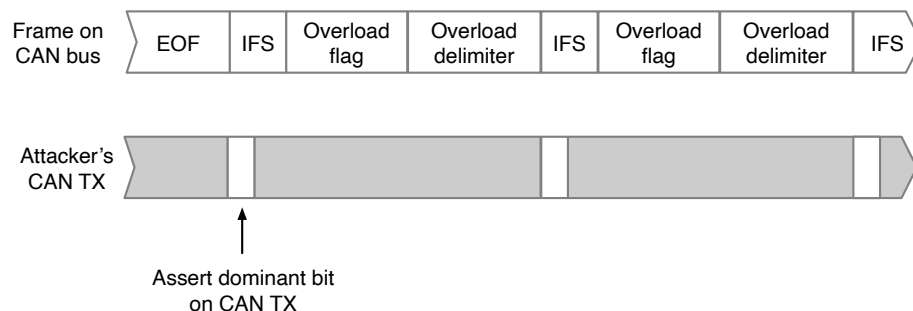 Frame on
CAN bus
EOF
IFS
Overload
flag
Overload
delimiter
IFS
Overload
flag
Overload
delimiter
IFS
Attacker's
CAN TX
Assert dominant bit
on CAN TX